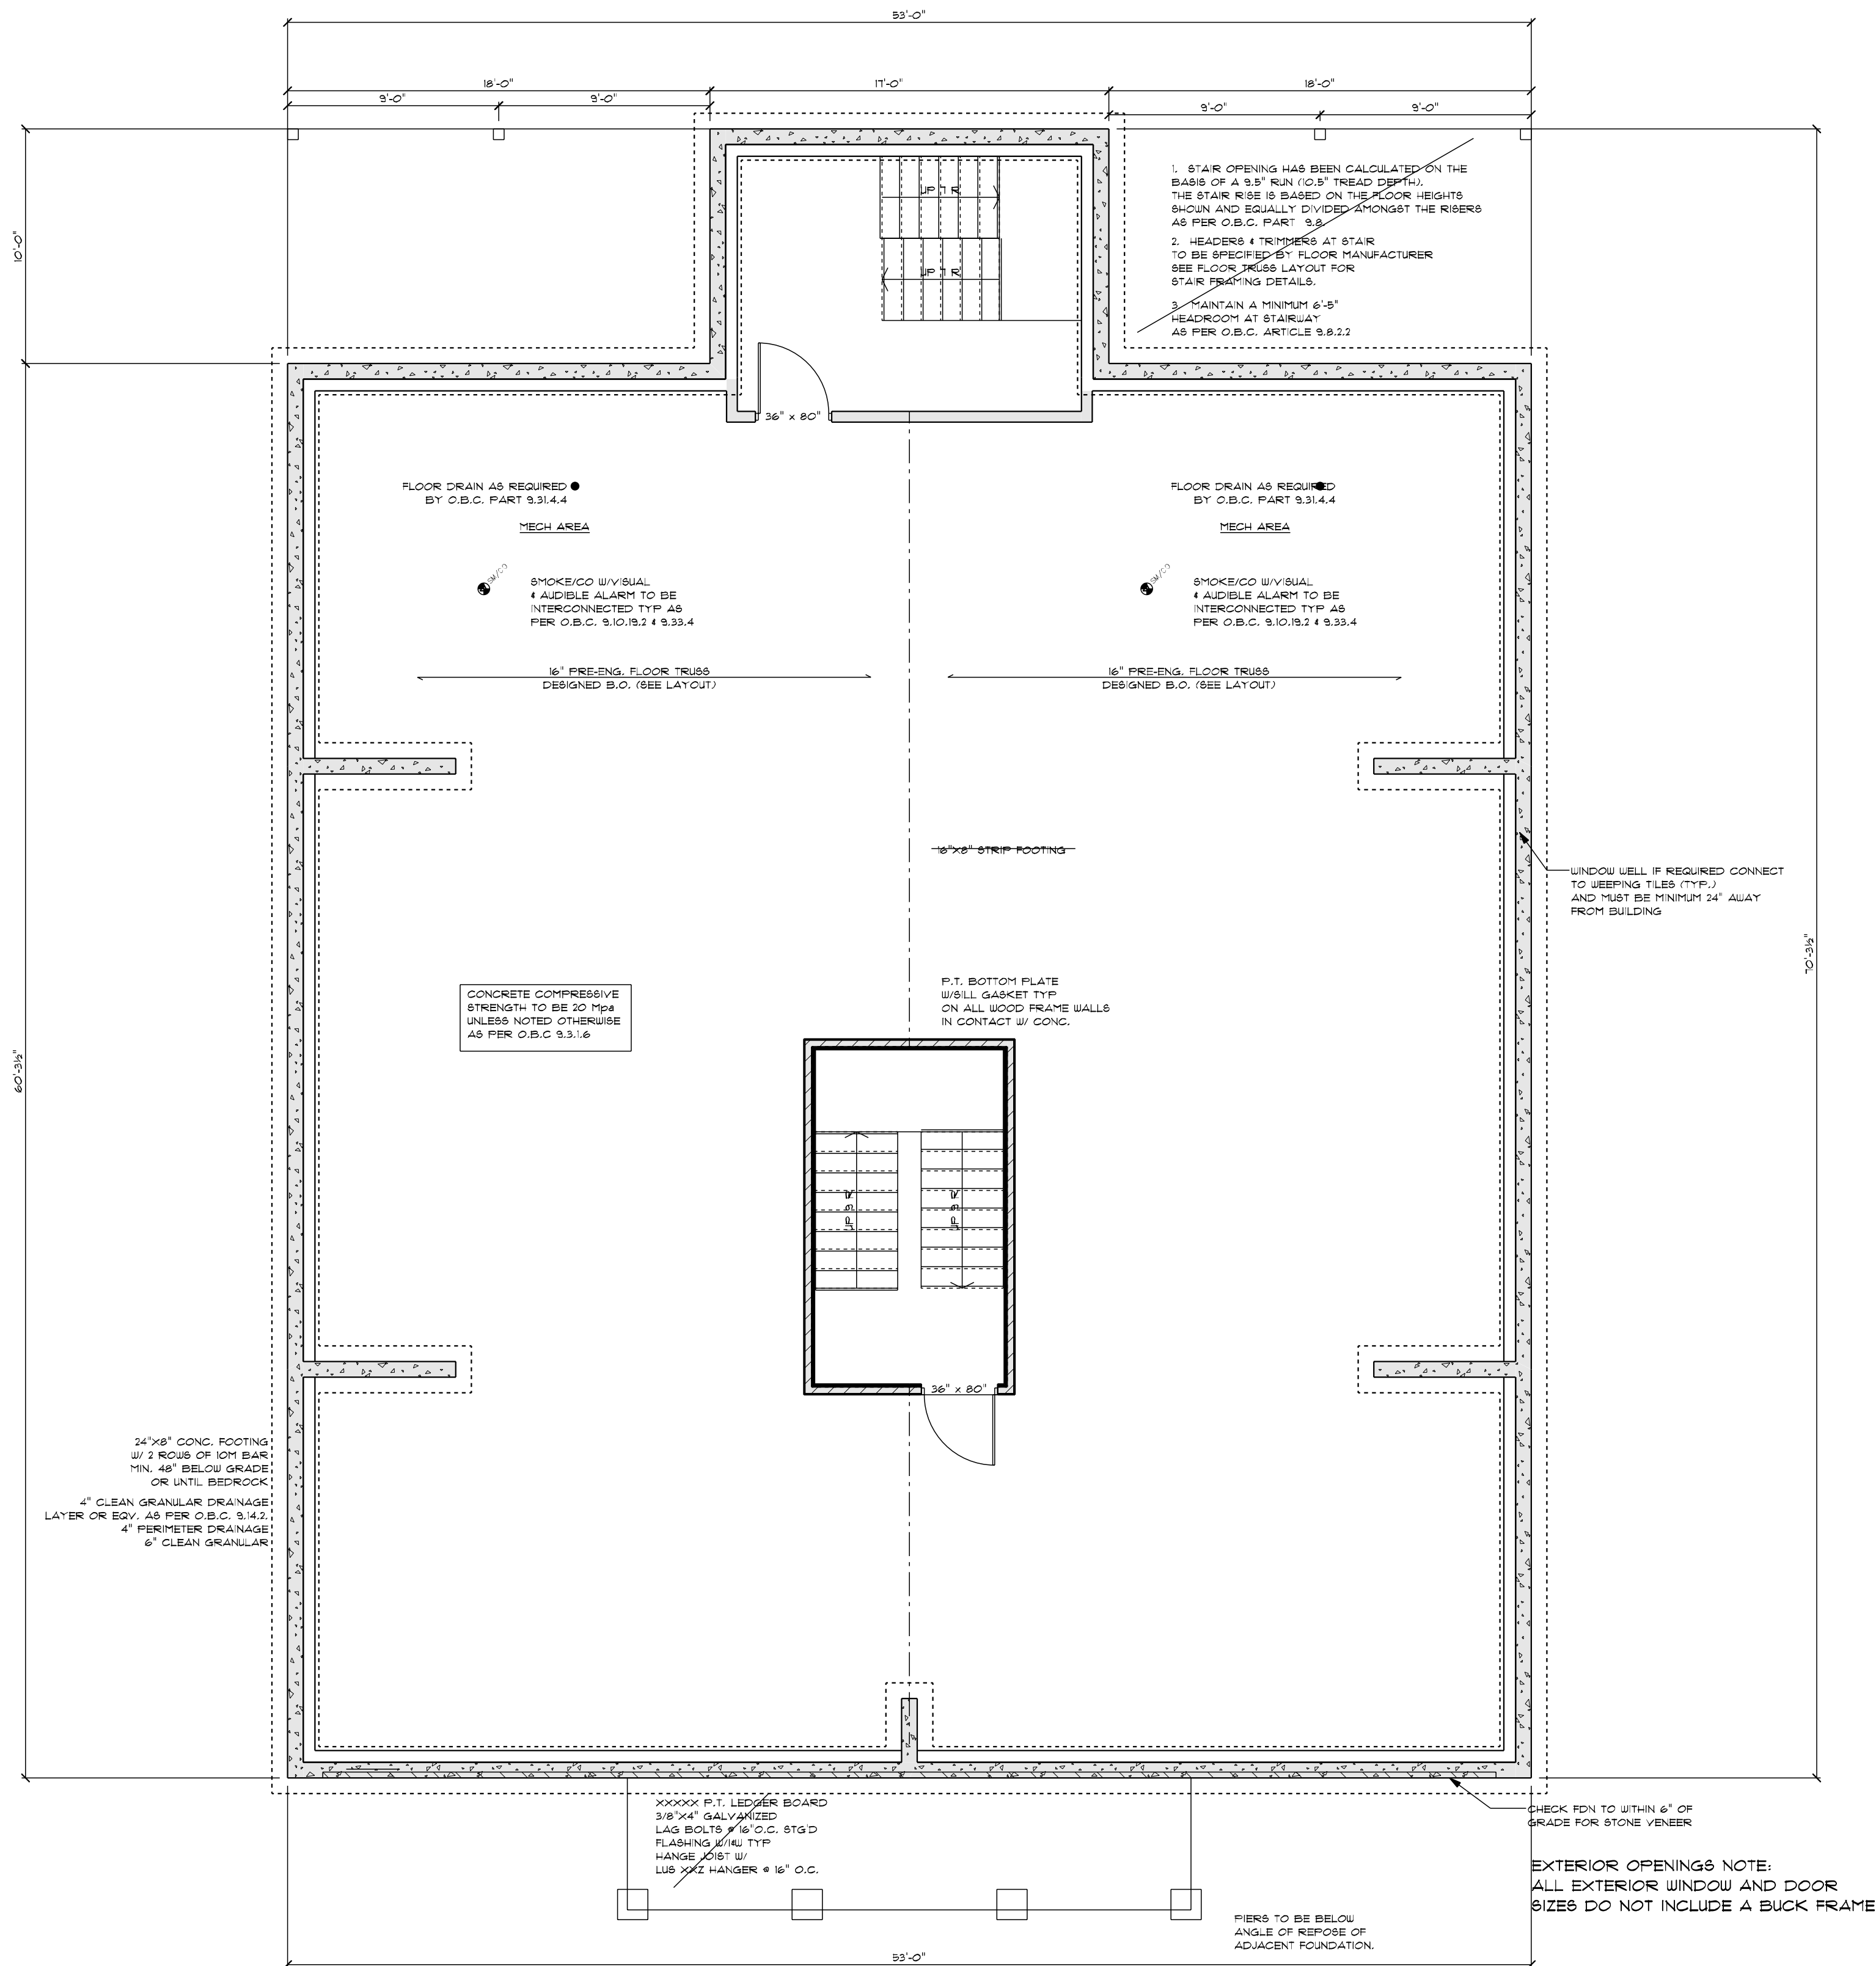 53'-0"
18'-0"
17'-0"
18'-0"
9'-0"
9'-0"
9'-0"
9'-0"
10'-0"
UP 7 R
UP 7 R
1. STAIR OPENING HAS BEEN CALCULATED ON THE
BASIS OF A 9.5" RUN (10.5" TREAD DEPTH).
THE STAIR RISE IS BASED ON THE FLOOR HEIGHTS
SHOWN AND EQUALLY DIVIDED AMONGST THE RISERS
AS PER O.B.C. PART 9.8.
2. HEADERS & TRIMMERS AT STAIR
TO BE SPECIFIED BY FLOOR MANUFACTURER
SEE FLOOR TRUSS LAYOUT FOR
STAIR FRAMING DETAILS.
3. MAINTAIN A MINIMUM 6'-5"
HEADROOM AT STAIRWAY
AS PER O.B.C. ARTICLE 9.8.2.2
36" x 80"
FLOOR DRAIN AS REQUIRED
BY O.B.C. PART 9.31.4.4
MECH AREA
FLOOR DRAIN AS REQUIRED
BY O.B.C. PART 9.31.4.4
MECH AREA
SM/CO
SMOKE/CO W/VISUAL
& AUDIBLE ALARM TO BE
INTERCONNECTED TYP AS
PER O.B.C. 9.10.19.2 & 9.33.4
SM/CO
SMOKE/CO W/VISUAL
& AUDIBLE ALARM TO BE
INTERCONNECTED TYP AS
PER O.B.C. 9.10.19.2 & 9.33.4
16" PRE-ENG. FLOOR TRUSS
DESIGNED B.O. (SEE LAYOUT)
16" PRE-ENG. FLOOR TRUSS
DESIGNED B.O. (SEE LAYOUT)
16"X8" STRIP FOOTING
WINDOW WELL IF REQUIRED CONNECT
TO WEEPING TILES (TYP.)
AND MUST BE MINIMUM 24" AWAY
FROM BUILDING
70'-3½"
60'-3½"
CONCRETE COMPRESSIVE
STRENGTH TO BE 20 Mpa
UNLESS NOTED OTHERWISE
AS PER O.B.C 9.3.1.6
P.T. BOTTOM PLATE
W/SILL GASKET TYP
ON ALL WOOD FRAME WALLS
IN CONTACT W/ CONC.
UP 9 R
UP 9 R
36" x 80"
24"X8" CONC. FOOTING
W/ 2 ROWS OF 10M BAR
MIN. 48" BELOW GRADE
OR UNTIL BEDROCK
4" CLEAN GRANULAR DRAINAGE
LAYER OR EQV. AS PER O.B.C. 9.14.2.
4" PERIMETER DRAINAGE
6" CLEAN GRANULAR
XXXXX P.T. LEDGER BOARD
3/8"X4" GALVANIZED
LAG BOLTS @ 16"O.C. STG'D
FLASHING W/I&W TYP
HANGE JOIST W/
LUS XXZ HANGER @ 16" O.C.
CHECK FDN TO WITHIN 6" OF
GRADE FOR STONE VENEER
EXTERIOR OPENINGS NOTE:
ALL EXTERIOR WINDOW AND DOOR
SIZES DO NOT INCLUDE A BUCK FRAME
PIERS TO BE BELOW
ANGLE OF REPOSE OF
ADJACENT FOUNDATION.
53'-0"